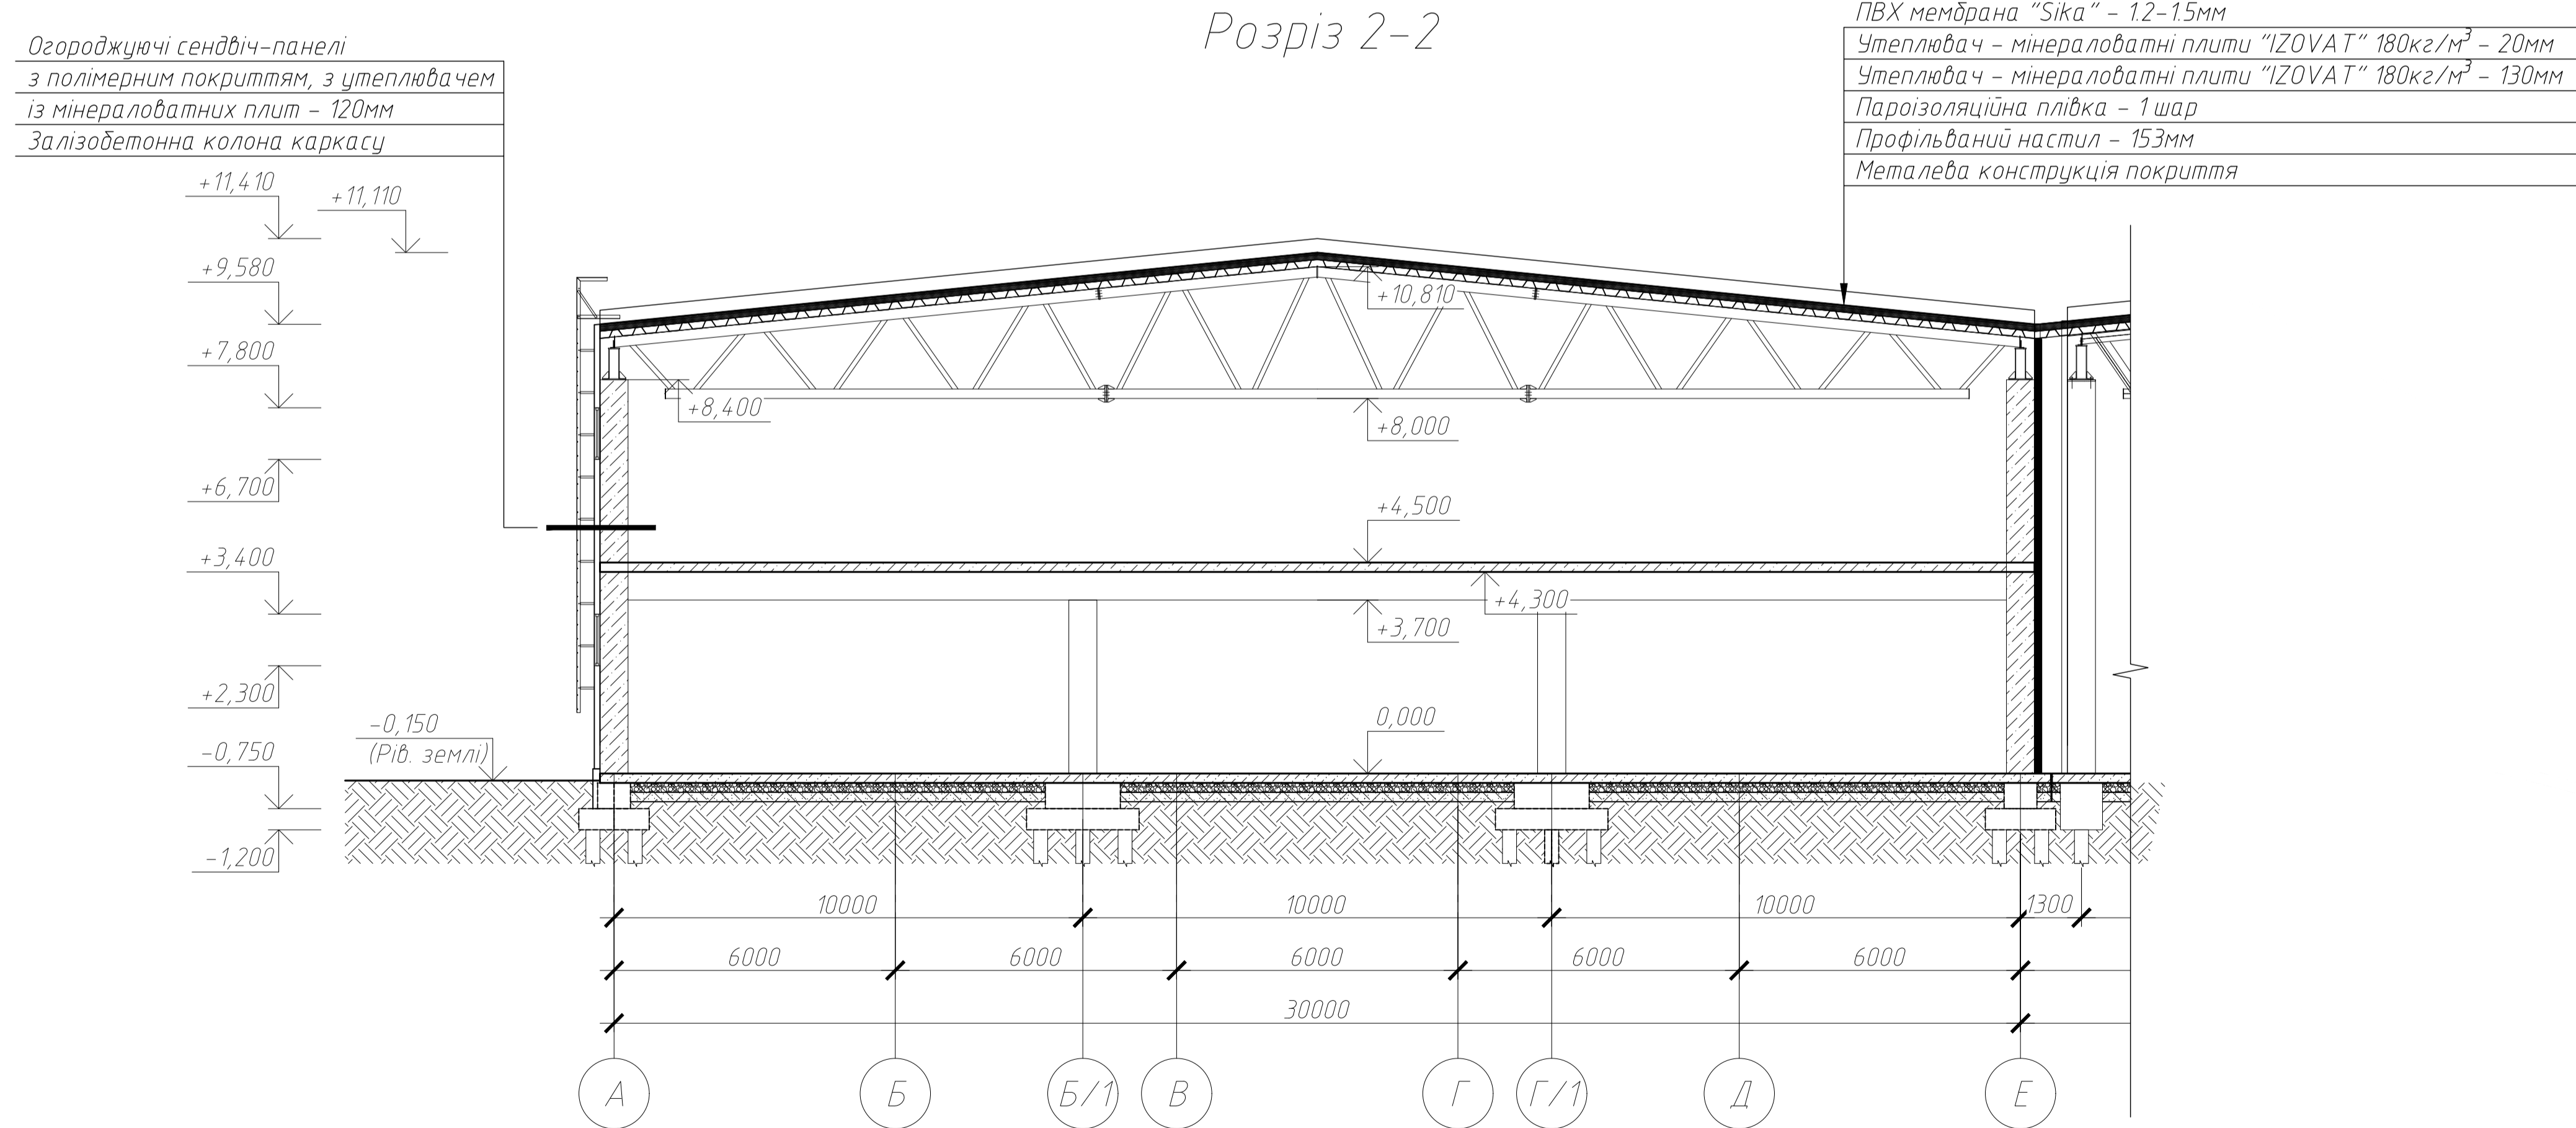 Розріз 2-2
Огороджуючі сендвіч-панелі
з полімерним покриттям, з утеплювачем
із мінераловатних плит - 120мм
Залізобетонна колона каркасу
ПВХ мембрана "Sika" - 1.2-1.5мм
Утеплювач - мінераловатні плити "IZOVAT" 180кг/м³ - 20мм
Утеплювач - мінераловатні плити "IZOVAT" 180кг/м³ - 130мм
Пароізоляційна плівка - 1 шар
Профільваний настил - 153мм
Металева конструкція покриття
+11,410
+11,110
+9,580
+7,800
+6,700
+3,400
+2,300
-0,150
(Рів. землі)
-0,750
-1,200
+10,810
+8,400
+8,000
+4,500
+4,300
+3,700
0,000
10000 10000 10000 1300
6000 6000 6000 6000 6000
30000
А Б Б/1 В Г Г/1 Д Е